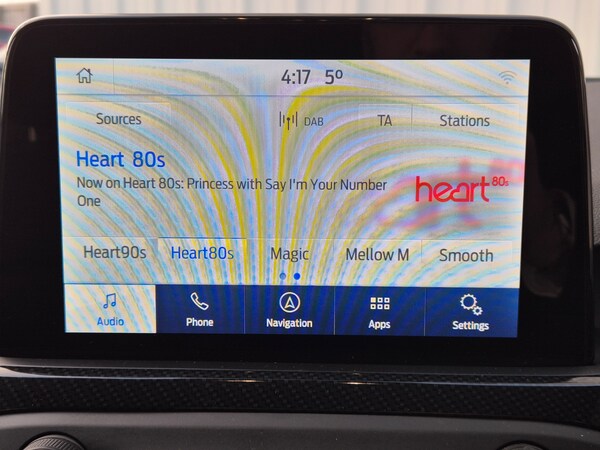 4:17 5º
Sources DAB TA Stations
Heart 80s
Now on Heart 80s: Princess with Say I'm Your Number
One
heart 80s
Heart90s Heart80s Magic Mellow M Smooth
Audio Phone Navigation Apps Settings